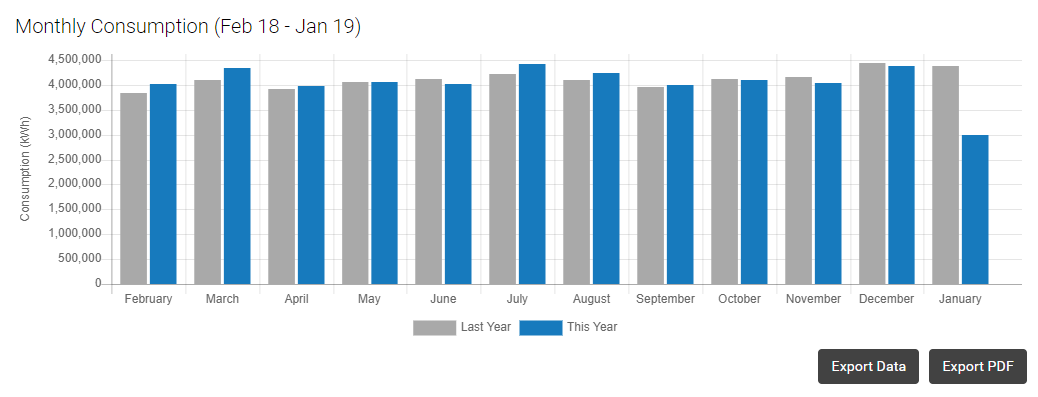 Monthly Consumption (Feb 18 - Jan 19)
Consumption (kWh)
4,500,000
4,000,000
3,500,000
3,000,000
2,500,000
2,000,000
1,500,000
1,000,000
500,000
0
February March April May June July August September October November December January
Last Year This Year
Export Data Export PDF